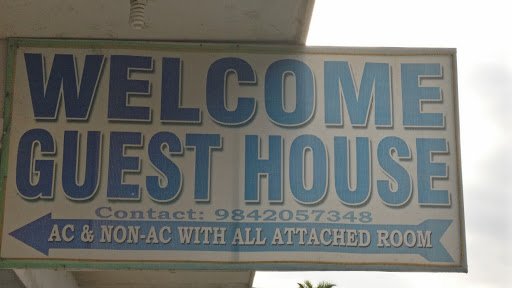 WELCOME
GUEST HOUSE
Contact: 9842057348
AC & NON-AC WITH ALL ATTACHED ROOM